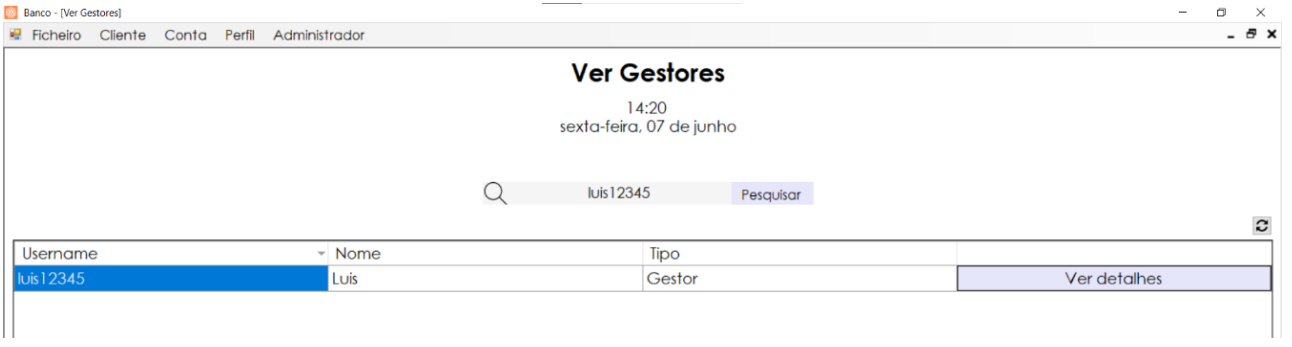 Banco - [Ver Gestores]
Ficheiro Cliente Conta Perfil Administrador
Ver Gestores
14:20
sexta-feira, 07 de junho
luis12345 Pesquisar
Username Nome Tipo
luis12345 Luis Gestor Ver detalhes